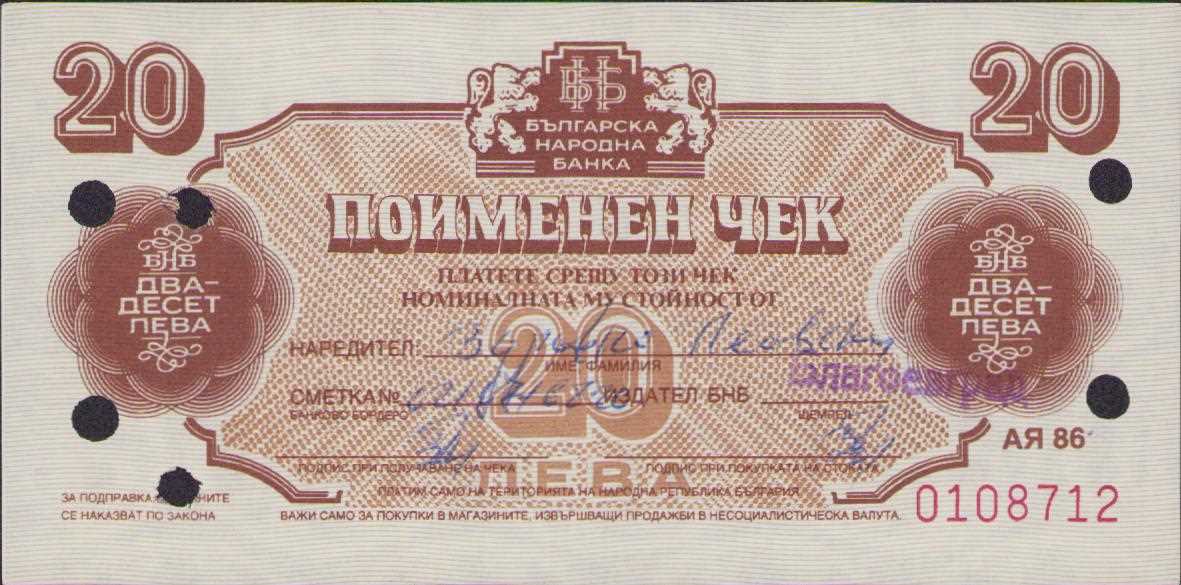 20
20
БНБ
БЪЛГАРСКА
НАРОДНА
БАНКА
ПОИМЕНЕН ЧЕК
ПЛАТЕТЕ СРЕЩУ ТОЗИ ЧЕК
НОМИНАЛНАТА МУ СТОЙНОСТ ОТ
БНБ
ДВА-
ДЕСЕТ
ЛЕВА
БНБ
ДВА-
ДЕСЕТ
ЛЕВА
20
НАРЕДИТЕЛ:
ИМЕ ФАМИЛИЯ
СМЕТКА № ИЗДАТЕЛ БНБ
БАНКОВО БОРДЕРО ЩЕМПЕЛ
БЛАГОЕВГРАД
АЯ 86
ПОДПИС ПРИ ПОЛУЧАВАНЕ НА ЧЕКА ПОДПИС ПРИ ПОКУПКАТА НА СТОКАТА
ЛЕВА
ПЛАТИМ САМО НА ТЕРИТОРИЯТА НА НАРОДНА РЕПУБЛИКА БЪЛГАРИЯ
ЗА ПОДПРАВКА
СЕ НАКАЗВАТ ПО ЗАКОНА
ВАЖИ САМО ЗА ПОКУПКИ В МАГАЗИНИТЕ, ИЗВЪРШВАЩИ ПРОДАЖБИ В НЕСОЦИАЛИСТИЧЕСКА ВАЛУТА.
0108712